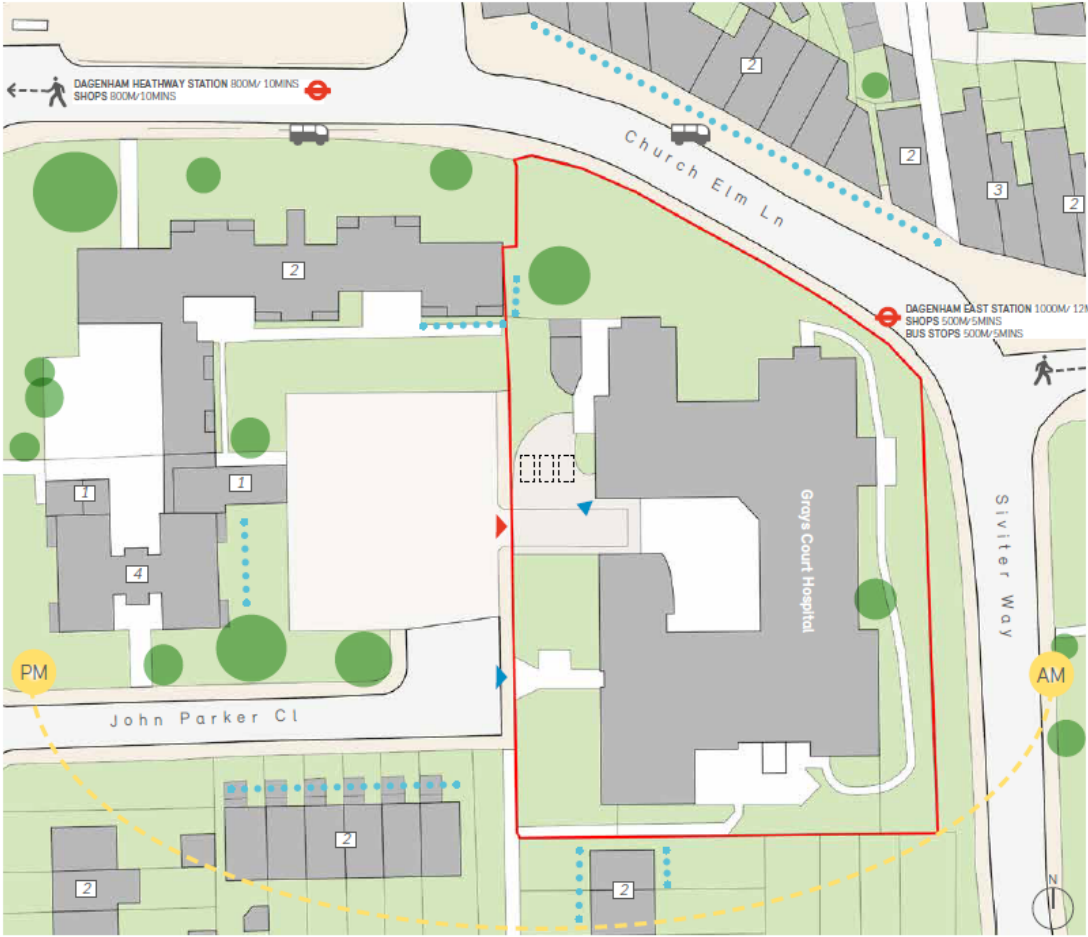 DAGENHAM HEATHWAY STATION 800M/ 10MINS
SHOPS 800M/10MINS
2
Church Elm Ln
2
3
2
2
DAGENHAM EAST STATION 1000M/ 12
SHOPS 500M/5MINS
BUS STOPS 500M/5MINS
1
1
Grays Court Hospital
Siviter Way
4
PM
AM
John Parker Cl
2
2
2
N